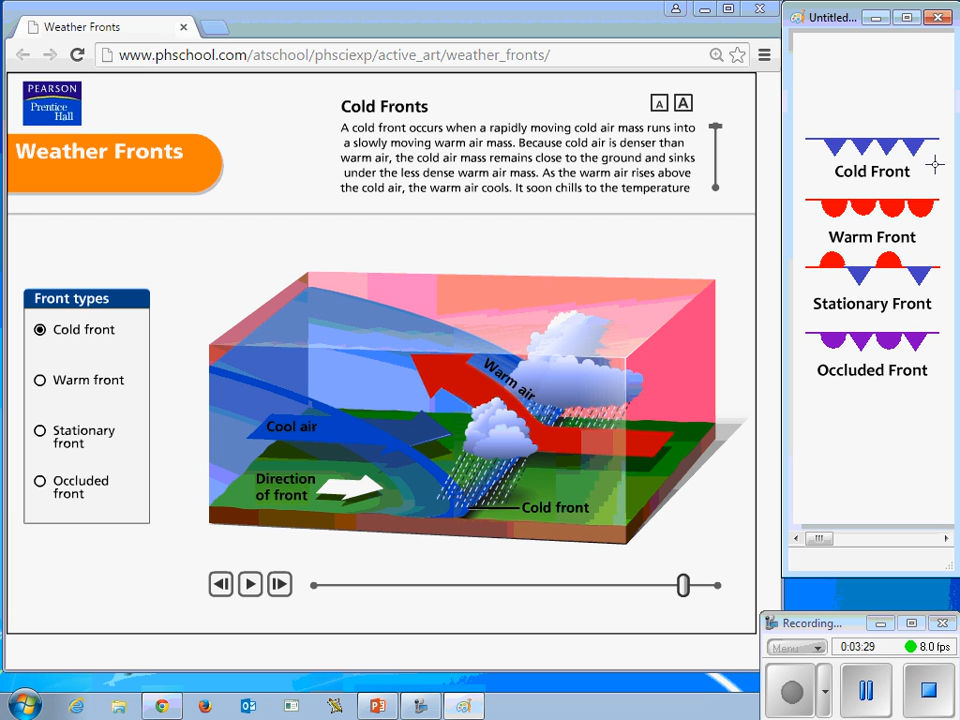 Weather Fronts
www.phschool.com/atschool/phsciexp/active_art/weather_fronts/
PEARSON
Prentice
Hall
Weather Fronts
Cold Fronts
A A
A cold front occurs when a rapidly moving cold air mass runs into
a slowly moving warm air mass. Because cold air is denser than
warm air, the cold air mass remains close to the ground and sinks
under the less dense warm air mass. As the warm air rises above
the cold air, the warm air cools. It soon chills to the temperature
Front types
Cold front
Warm front
Stationary
front
Occluded
front
Warm air
Cool air
Direction
of front
Cold front
Untitled...
Cold Front
Warm Front
Stationary Front
Occluded Front
Recording...
Menu
0:03:29
8.0 fps